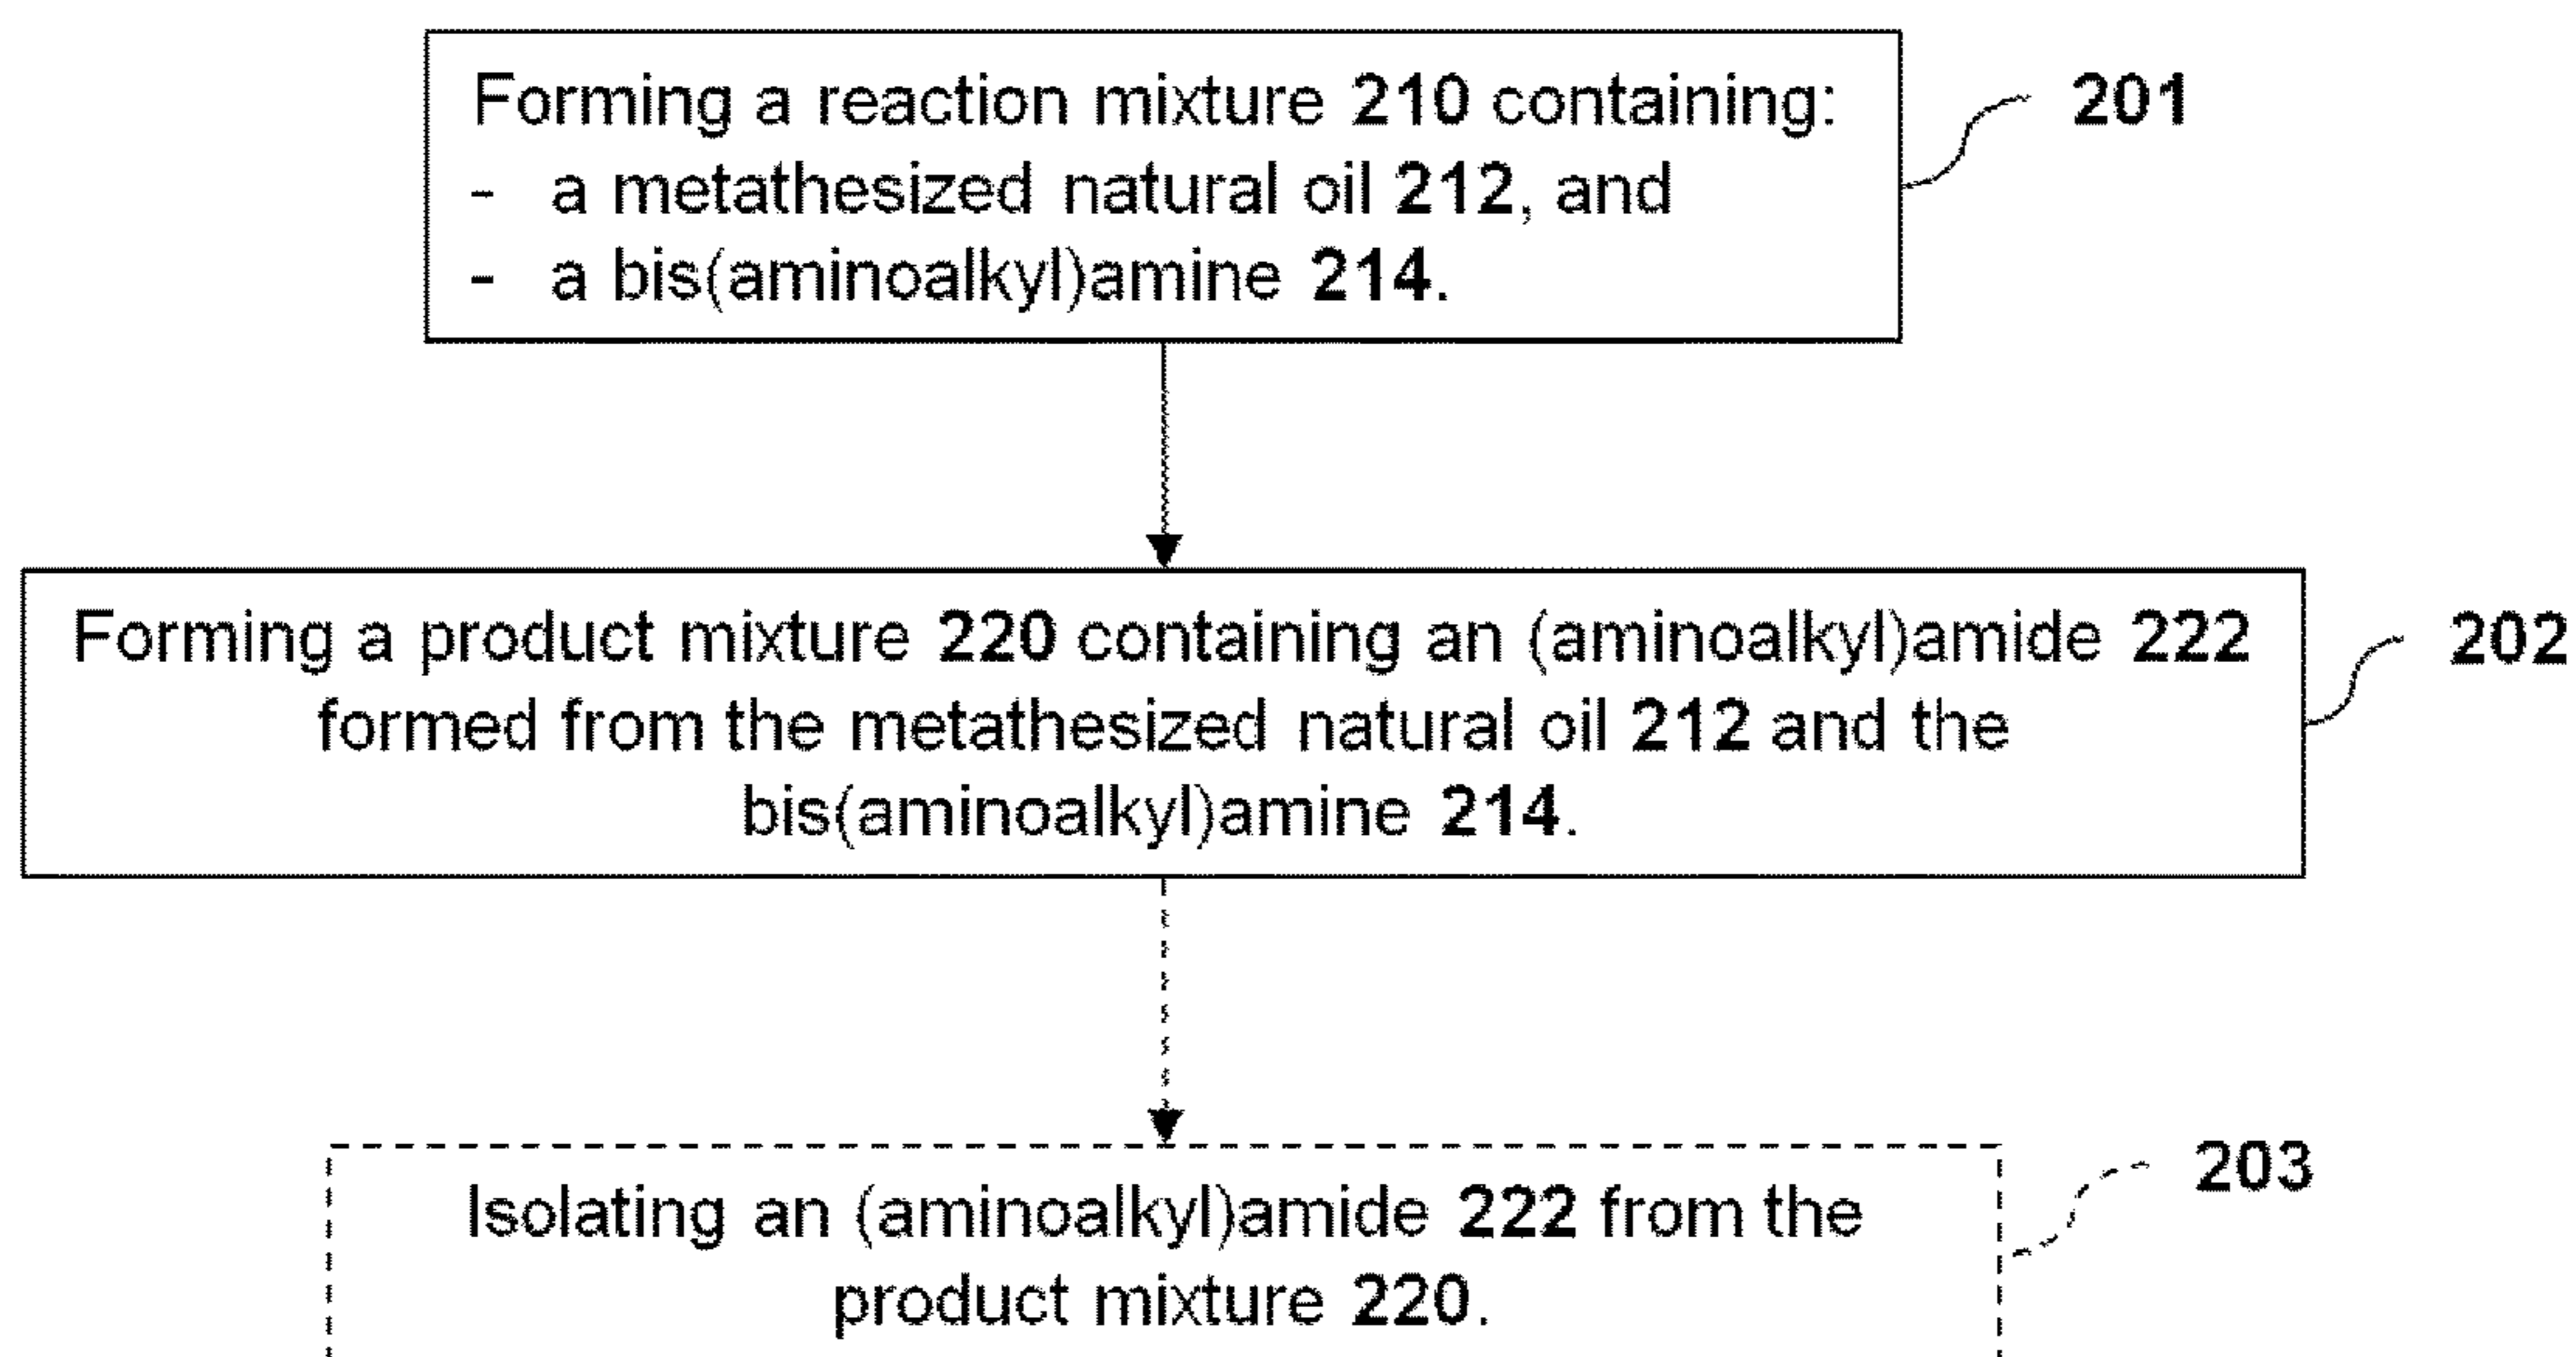 Forming a reaction mixture 210 containing:
- a metathesized natural oil 212, and
- a bis(aminoalkyl)amine 214.
201
Forming a product mixture 220 containing an (aminoalkyl)amide 222
formed from the metathesized natural oil 212 and the
bis(aminoalkyl)amine 214.
202
Isolating an (aminoalkyl)amide 222 from the
product mixture 220.
203